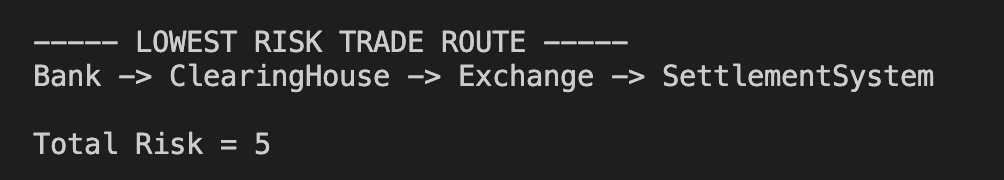 ----- LOWEST RISK TRADE ROUTE -----
Bank -> ClearingHouse -> Exchange -> SettlementSystem
Total Risk = 5